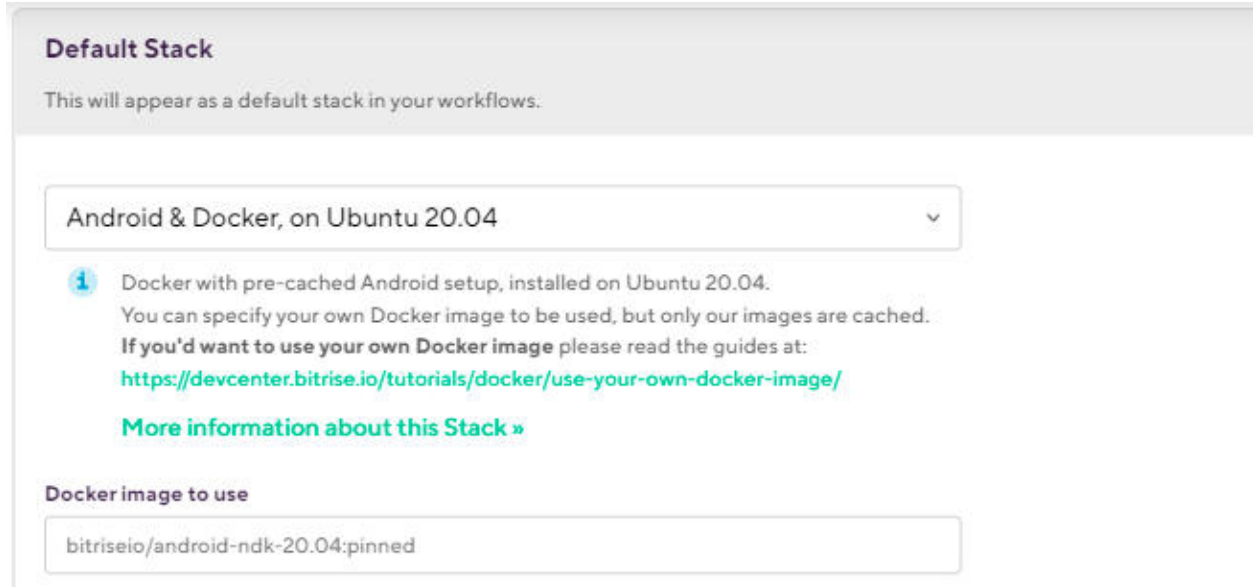 Default Stack
This will appear as a default stack in your workflows.
Android & Docker, on Ubuntu 20.04
i Docker with pre-cached Android setup, installed on Ubuntu 20.04.
You can specify your own Docker image to be used, but only our images are cached.
If you'd want to use your own Docker image please read the guides at:
https://devcenter.bitrise.io/tutorials/docker/use-your-own-docker-image/
More information about this Stack »
Docker image to use
bitriseio/android-ndk-20.04:pinned